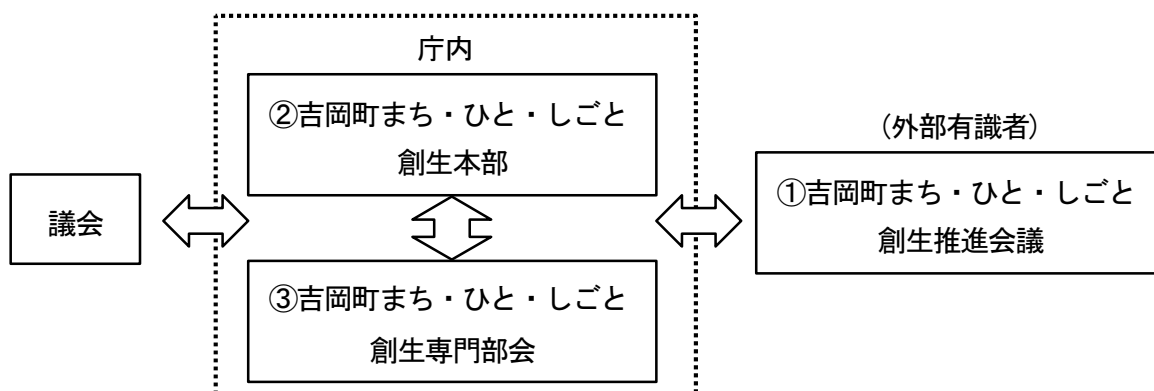 庁内
②吉岡町まち・ひと・しごと
創生本部
(外部有識者)
議会
①吉岡町まち・ひと・しごと
創生推進会議
③吉岡町まち・ひと・しごと
創生専門部会